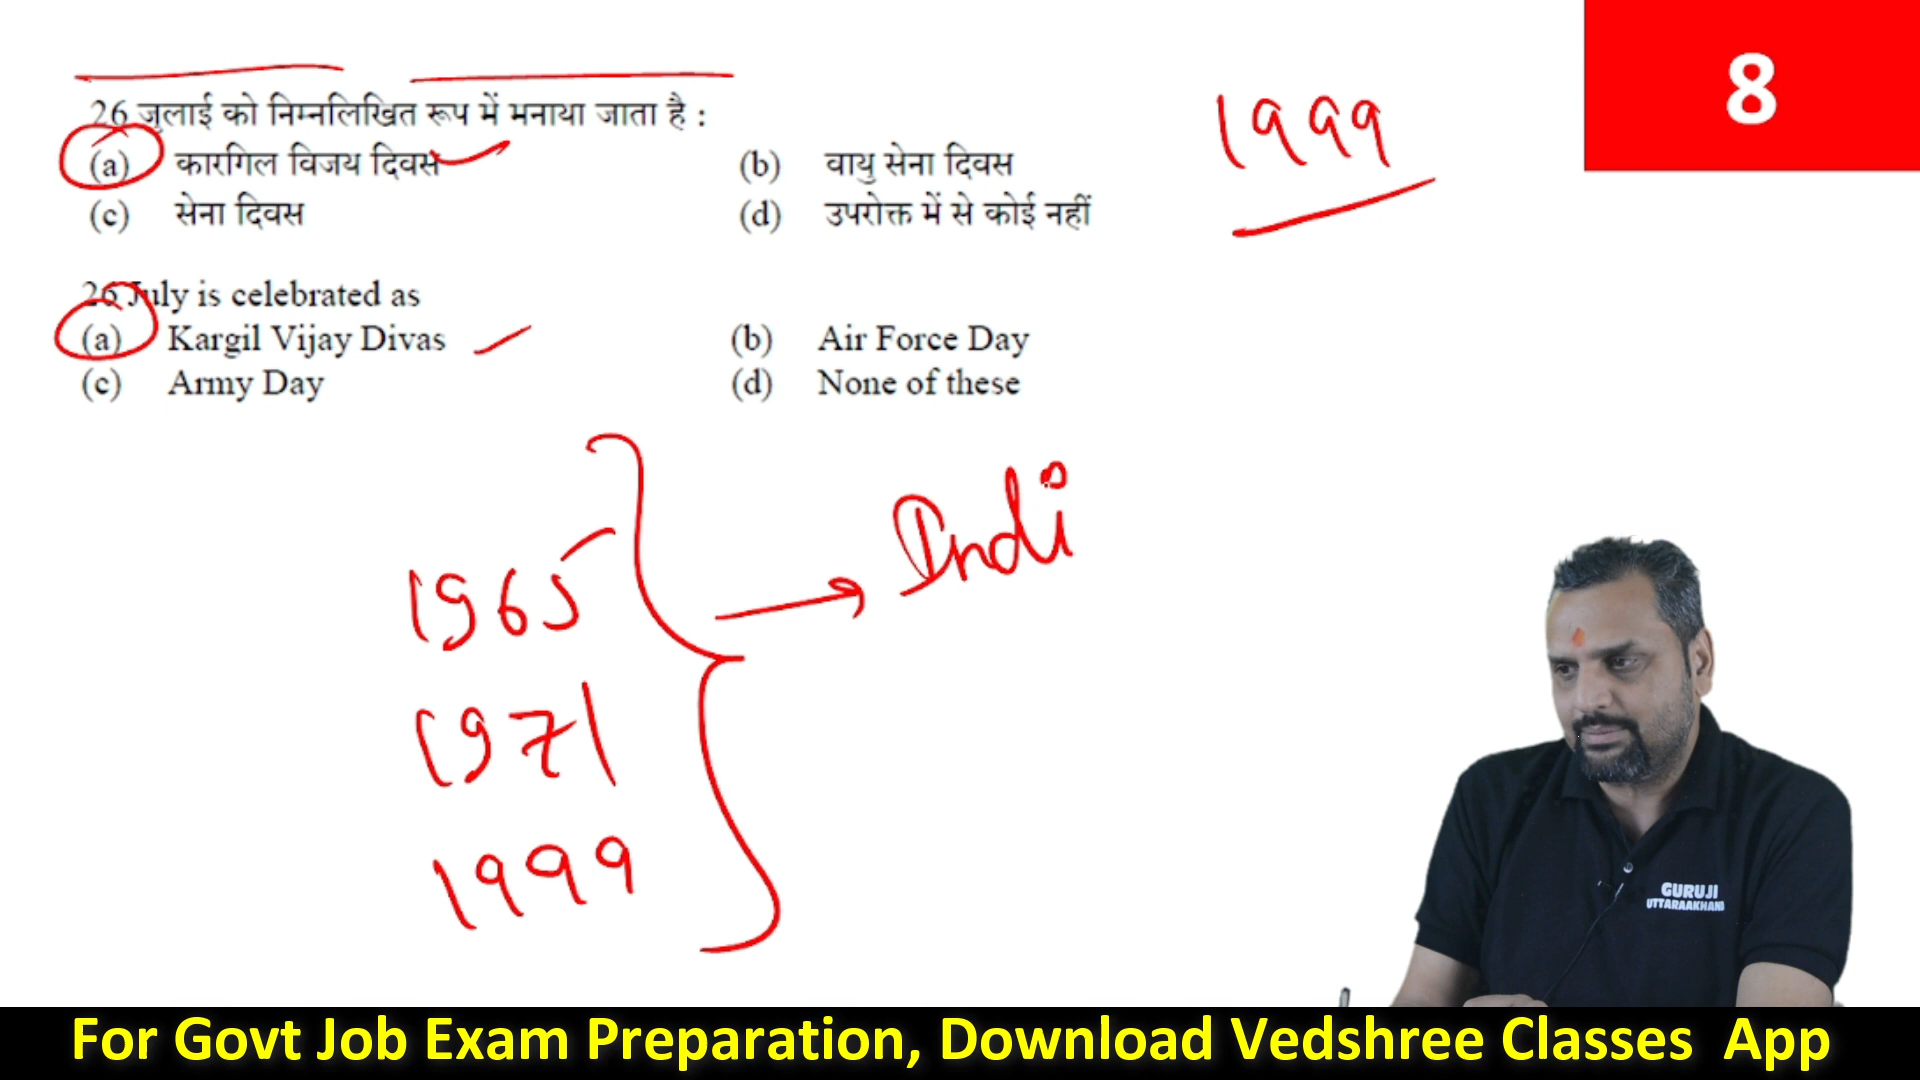 8
26 जुलाई को निम्नलिखित रूप में मनाया जाता है :
(a) कारगिल विजय दिवस (b) वायु सेना दिवस
(c) सेना दिवस (d) उपरोक्त में से कोई नहीं
1999
26 July is celebrated as
(a) Kargil Vijay Divas (b) Air Force Day
(c) Army Day (d) None of these
1965
1971
1999
Indi
GURUJI
UTTARAAKHAND
For Govt Job Exam Preparation, Download Vedshree Classes App